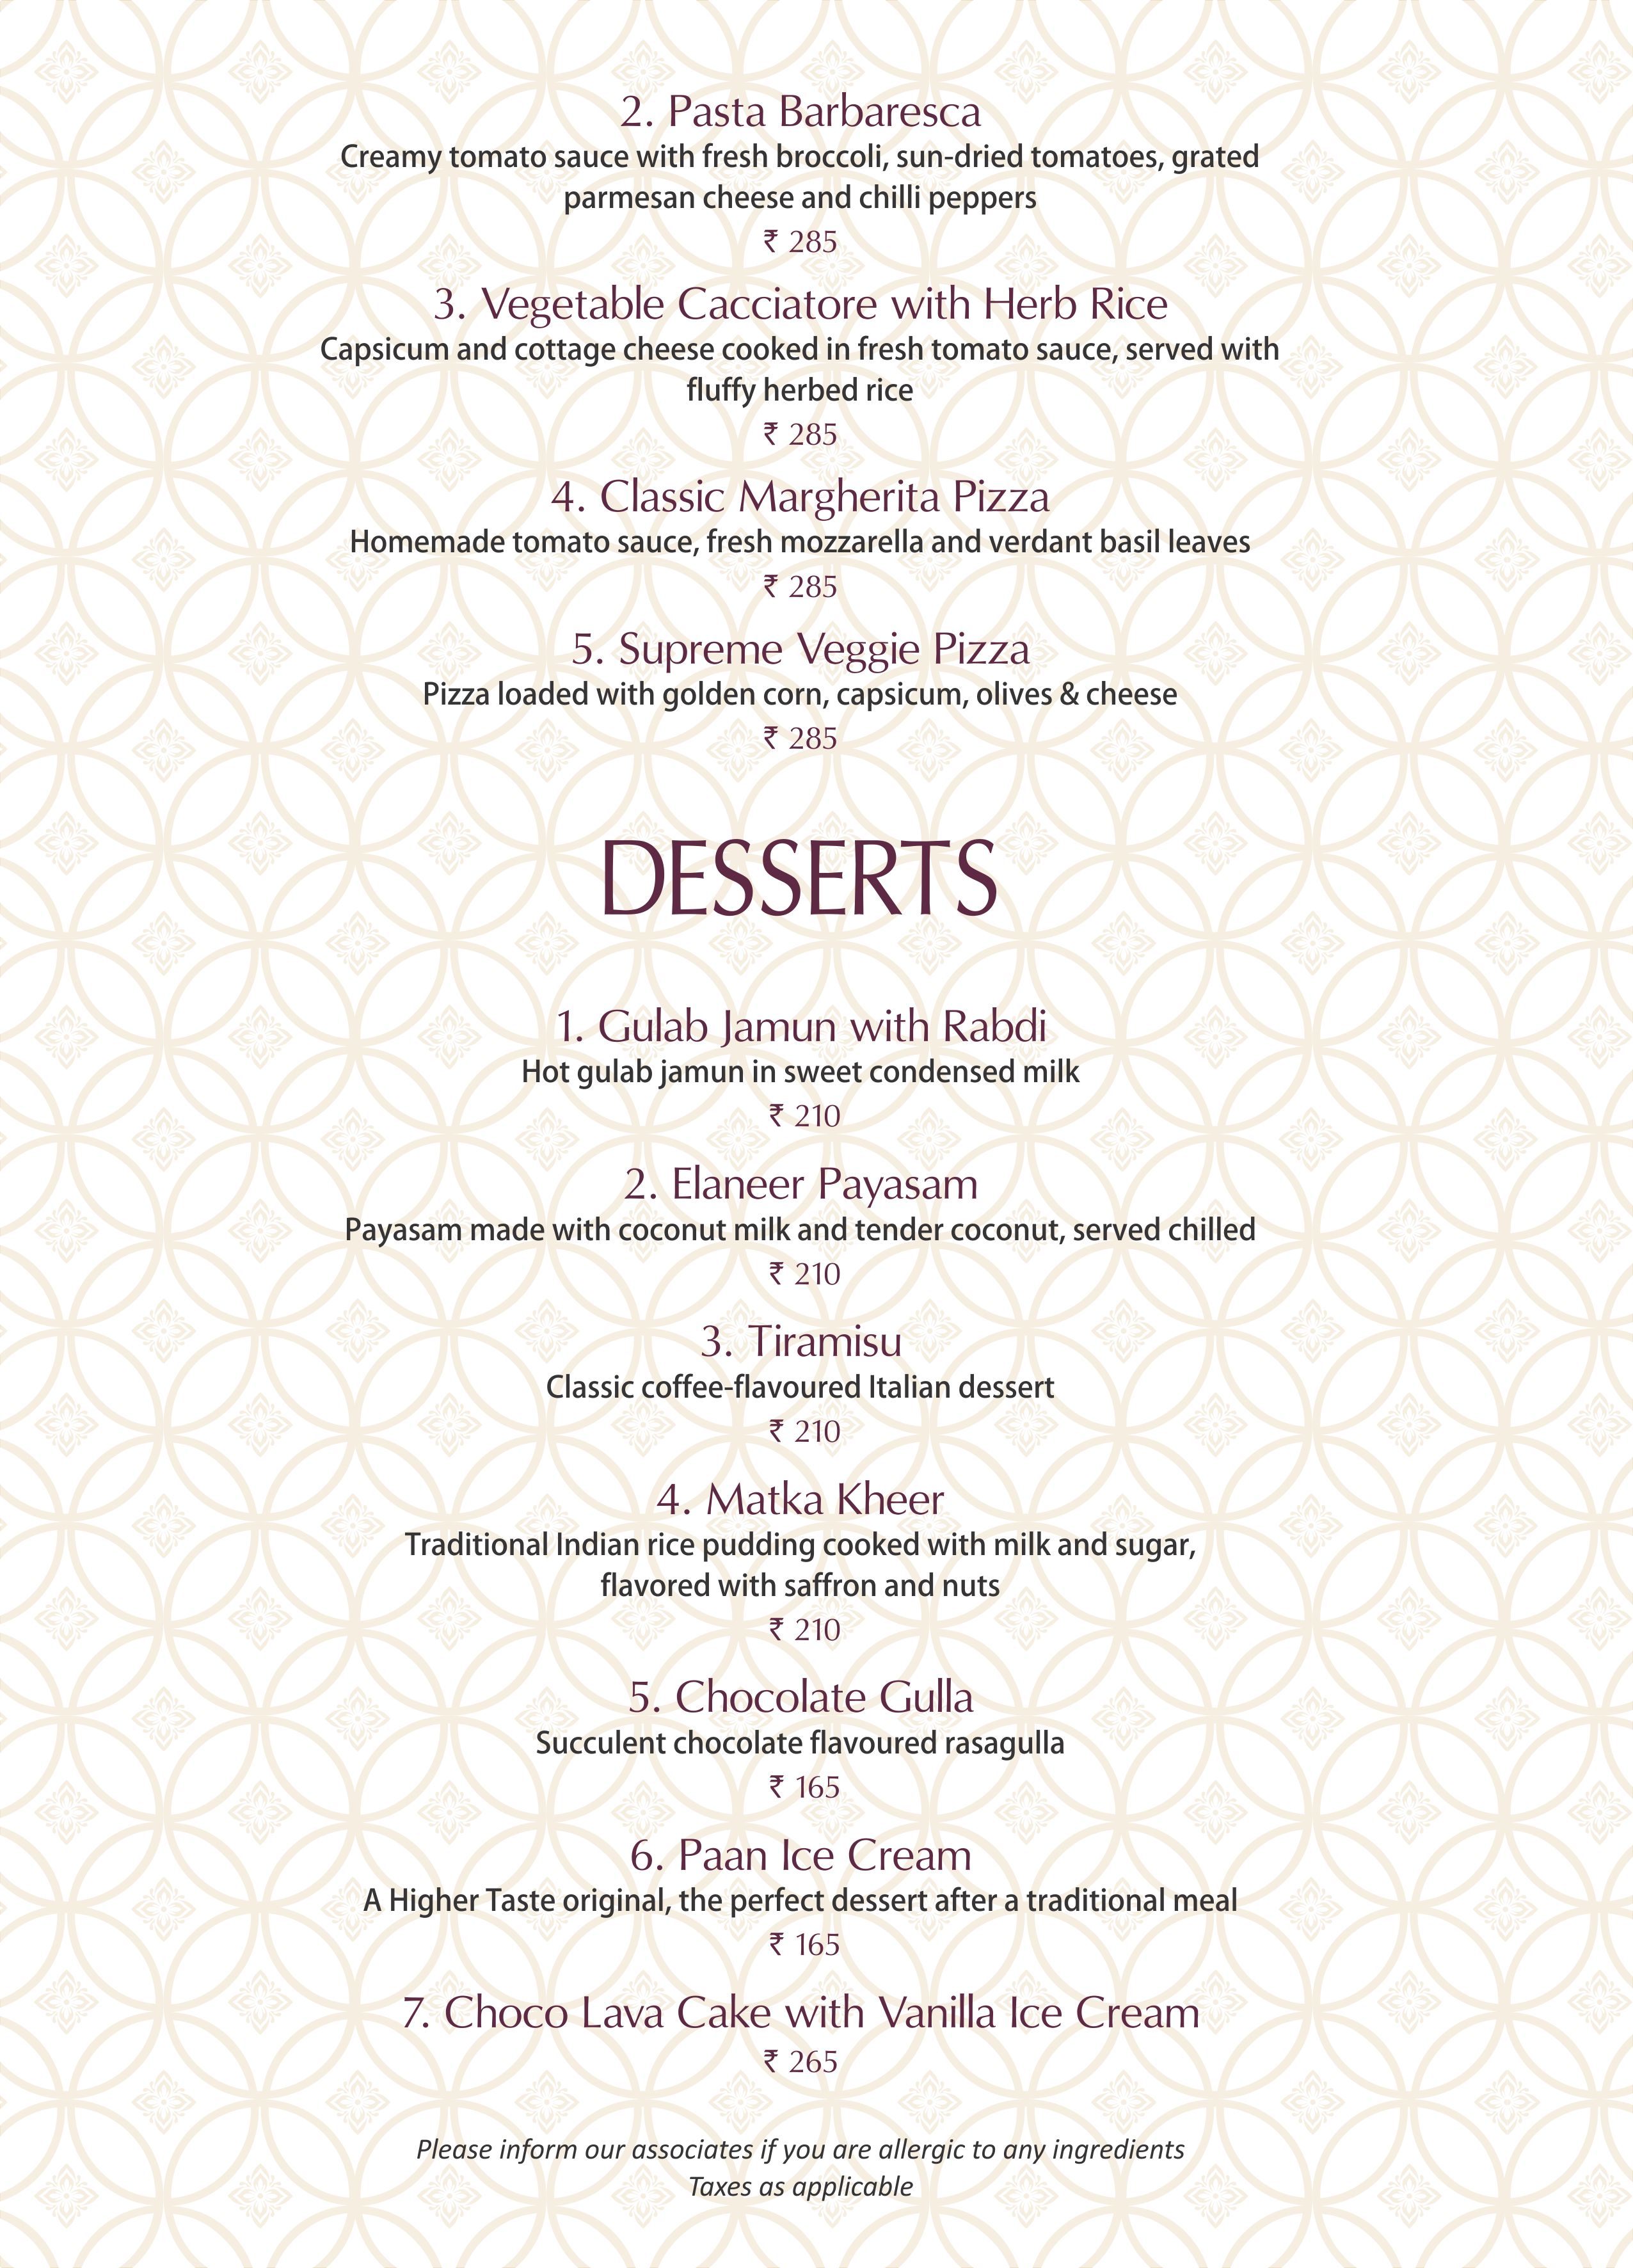 2. Pasta Barbaresca
Creamy tomato sauce with fresh broccoli, sun-dried tomatoes, grated
parmesan cheese and chilli peppers
₹ 285
3. Vegetable Cacciatore with Herb Rice
Capsicum and cottage cheese cooked in fresh tomato sauce, served with
fluffy herbed rice
₹ 285
4. Classic Margherita Pizza
Homemade tomato sauce, fresh mozzarella and verdant basil leaves
₹ 285
5. Supreme Veggie Pizza
Pizza loaded with golden corn, capsicum, olives & cheese
₹ 285
DESSERTS
1. Gulab Jamun with Rabdi
Hot gulab jamun in sweet condensed milk
₹ 210
2. Elaneer Payasam
Payasam made with coconut milk and tender coconut, served chilled
₹ 210
3. Tiramisu
Classic coffee-flavoured Italian dessert
₹ 210
4. Matka Kheer
Traditional Indian rice pudding cooked with milk and sugar,
flavored with saffron and nuts
₹ 210
5. Chocolate Gulla
Succulent chocolate flavoured rasagulla
₹ 165
6. Paan Ice Cream
A Higher Taste original, the perfect dessert after a traditional meal
₹ 165
7. Choco Lava Cake with Vanilla Ice Cream
₹ 265
Please inform our associates if you are allergic to any ingredients
Taxes as applicable